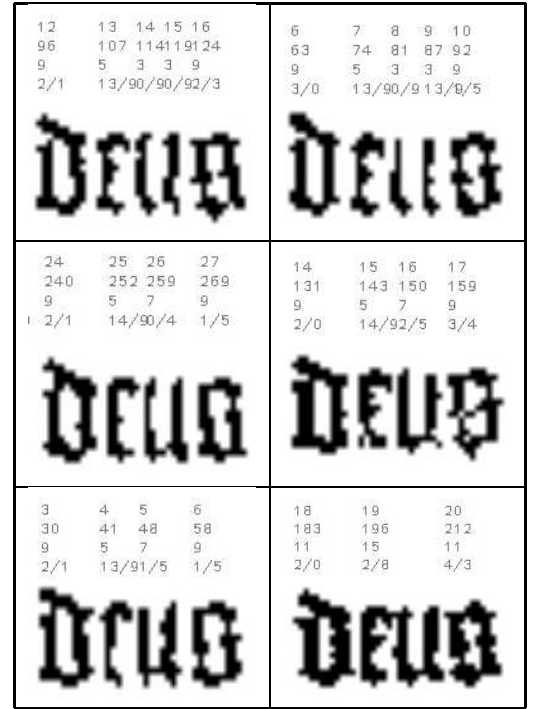 12 13 14 15 16
96 107 114119124
9 5 3 3 9
2/1 13/90/90/92/3
Deus
6 7 8 9 10
63 74 81 87 92
9 5 3 3 9
3/0 13/90/9
Deus
24 25 26 27
240 252 259 269
9 5 7 9
2/1 14/90/4 1/5
Deus
14 15 16 17
131 143 150 159
9 5 7 9
2/0 14/92/5 3/4
Deus
3 4 5 6
30 41 48 58
9 5 7 9
2/1 13/91/5 1/5
Deus
18 19 20
183 196 212
11 15 11
2/0 2/8 4/3
Deus